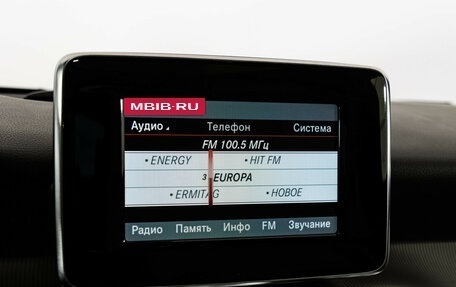 MBIB-RU
Аудио Телефон Система
FM 100.5 МГц
• ENERGY • HIT FM
3 EUROPA
• ERMITAG • НОВОЕ
Радио Память Инфо FM Звучание